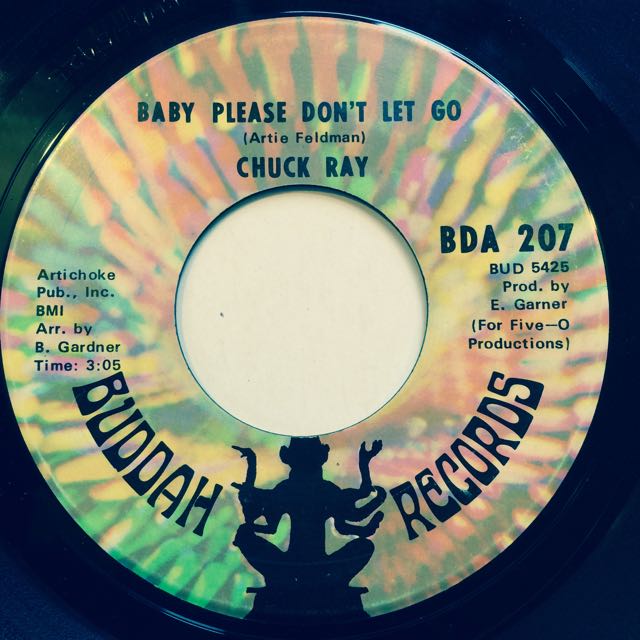 BABY PLEASE DON'T LET GO
(Artie Feldman)
CHUCK RAY
BDA 207
BUD 5425
Prod. by
E. Garner
(For Five—O
Productions)
Artichoke
Pub., Inc.
BMI
Arr. by
B. Gardner
Time: 3:05
BUDDAH RECORDS